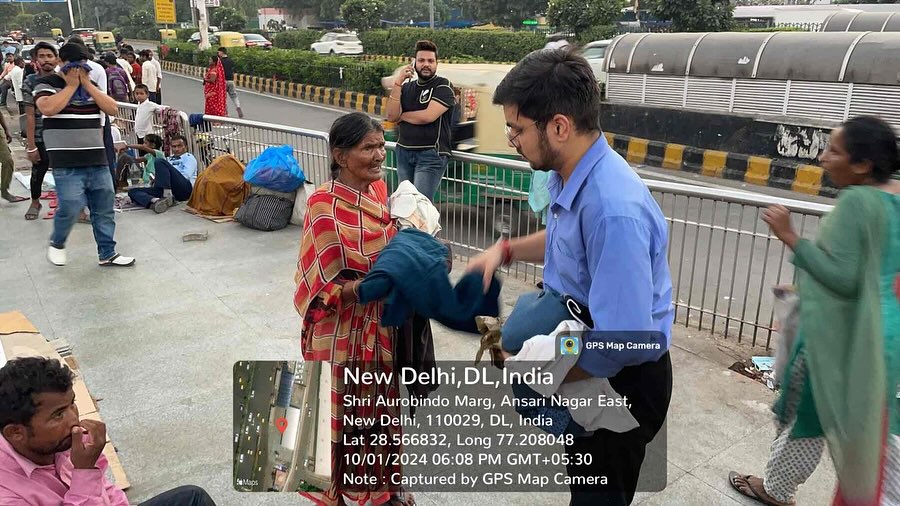 GPS Map Camera
New Delhi,DL,India
Shri Aurobindo Marg, Ansari Nagar East,
New Delhi, 110029, DL, India
Lat 28.566832, Long 77.208048
10/01/2024 06:08 PM GMT+05:30
Note : Captured by GPS Map Camera